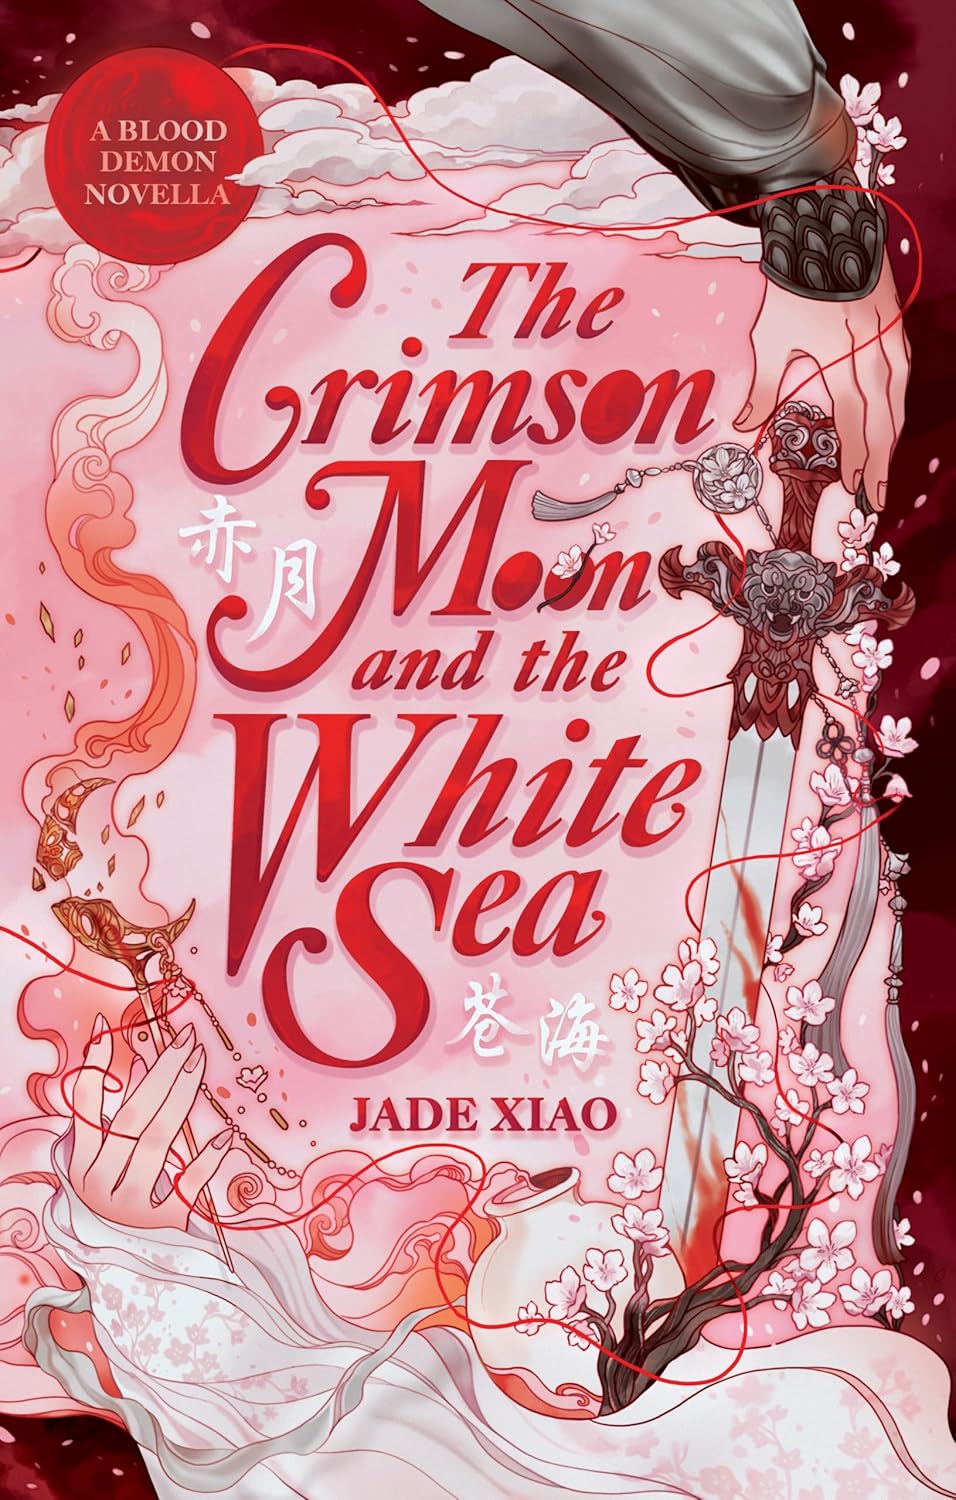 A BLOOD
DEMON
NOVELLA
The
Crimson
Moon
赤月
and the
White
Sea
苍海
JADE XIAO